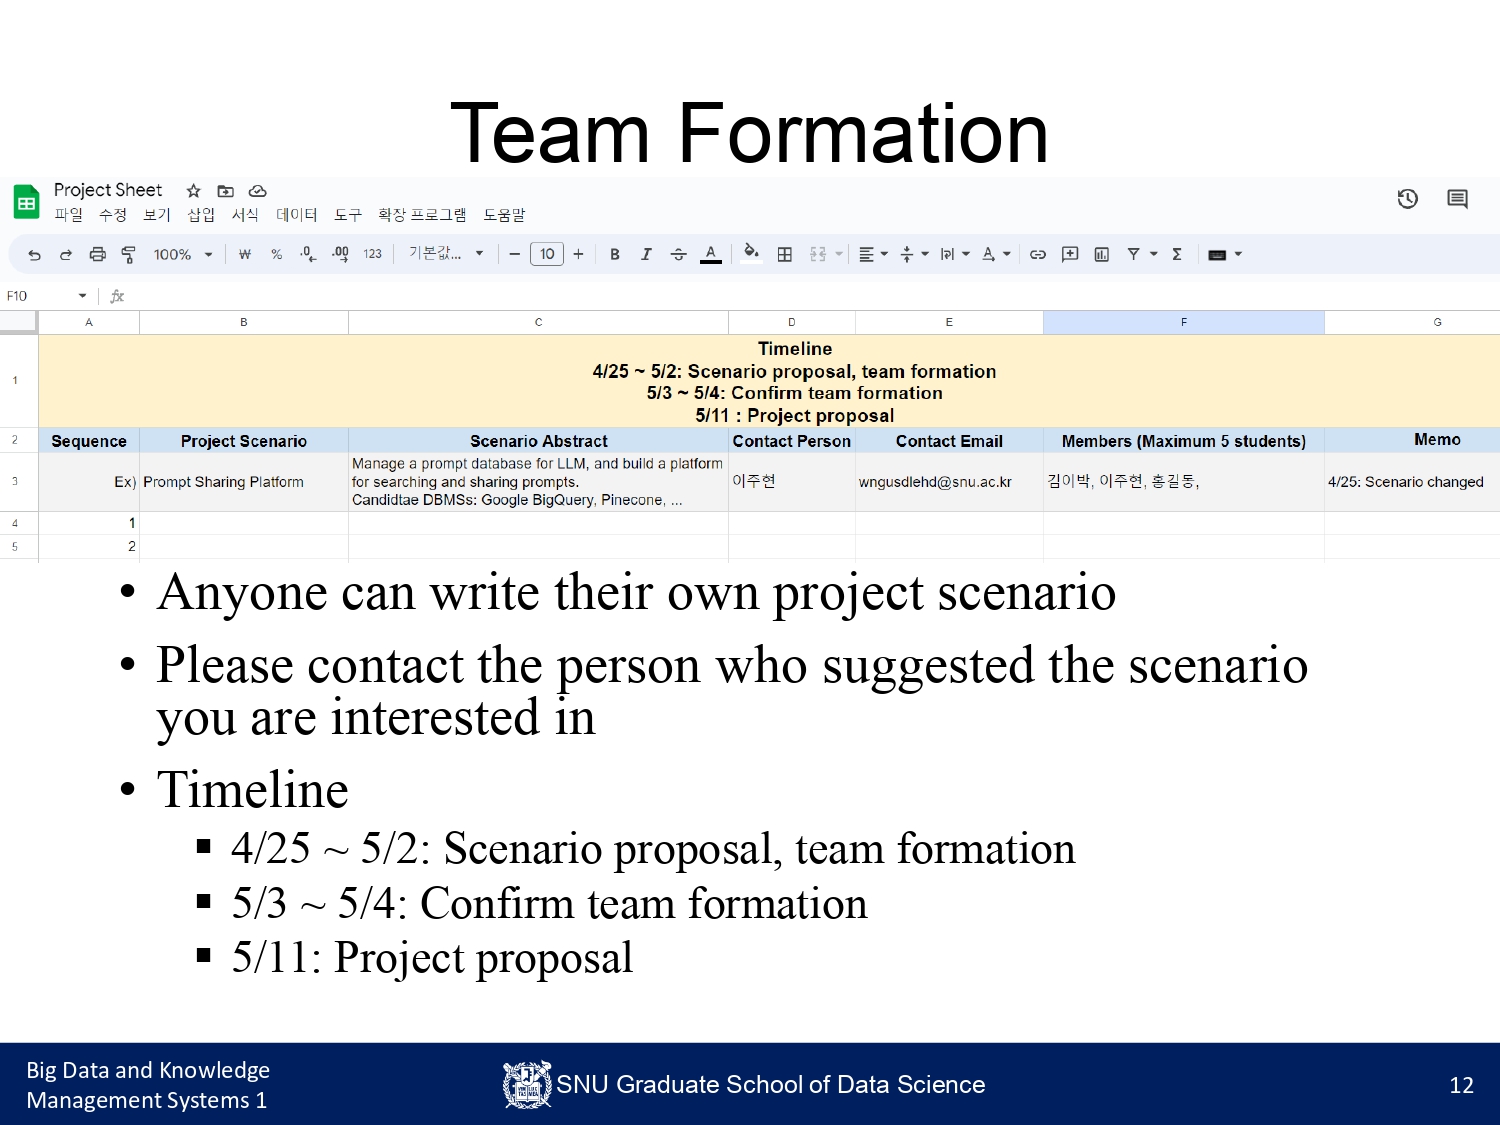 Team Formation
Project Sheet
파일 수정 보기 삽입 서식 데이터 도구 확장 프로그램 도움말
100% ₩ % .0 .00 123 기본값... 10 B I A Σ
F10 fx
A B C D E F G
1
Timeline
4/25 ~ 5/2: Scenario proposal, team formation
5/3 ~ 5/4: Confirm team formation
5/11 : Project proposal
2 Sequence Project Scenario Scenario Abstract Contact Person Contact Email Members (Maximum 5 students) Memo
3 Ex) Prompt Sharing Platform
Manage a prompt database for LLM, and build a platform
for searching and sharing prompts.
Candidtae DBMSs: Google BigQuery, Pinecone, ...
이주현 wngusdlehd@snu.ac.kr 김이박, 이주현, 홍길동, 4/25: Scenario changed
4 1
5 2
• Anyone can write their own project scenario
• Please contact the person who suggested the scenario
you are interested in
• Timeline
▪ 4/25 ~ 5/2: Scenario proposal, team formation
▪ 5/3 ~ 5/4: Confirm team formation
▪ 5/11: Project proposal
Big Data and Knowledge
Management Systems 1
SNU Graduate School of Data Science
12